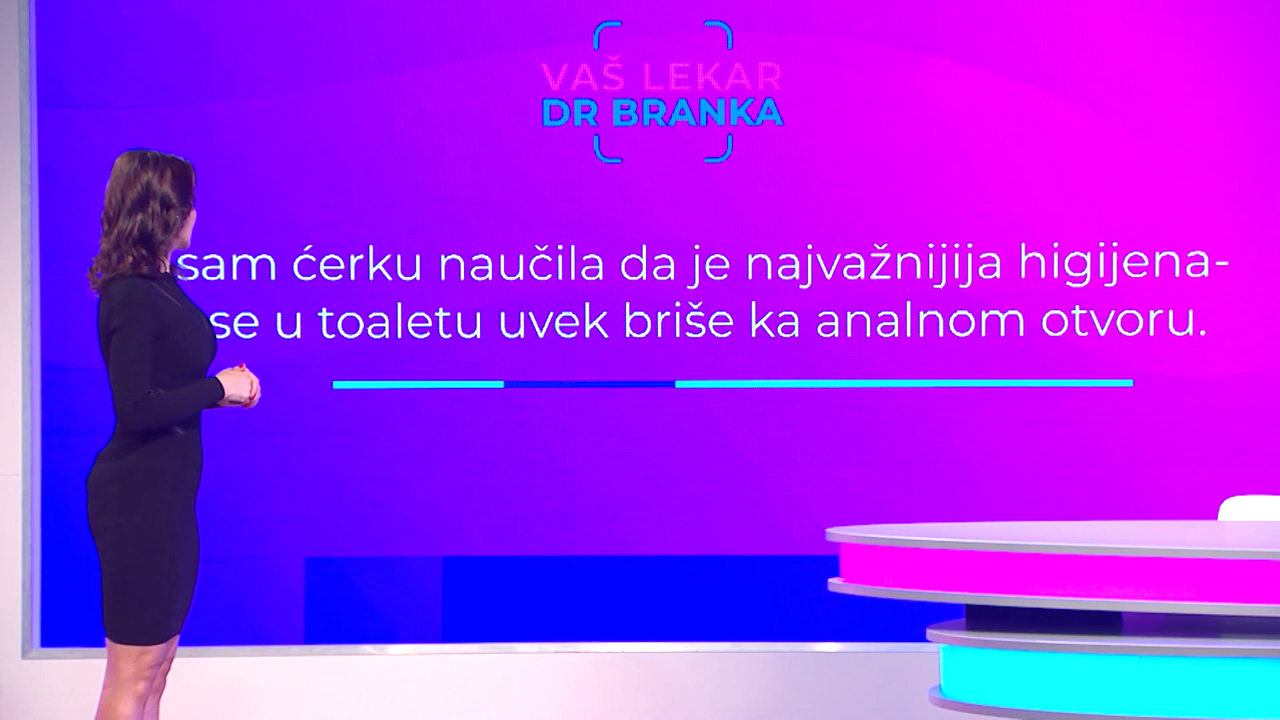 VAŠ LEKAR
DR BRANKA
sam ćerku naučila da je najvažnijija higijena-
se u toaletu uvek briše ka analnom otvoru.